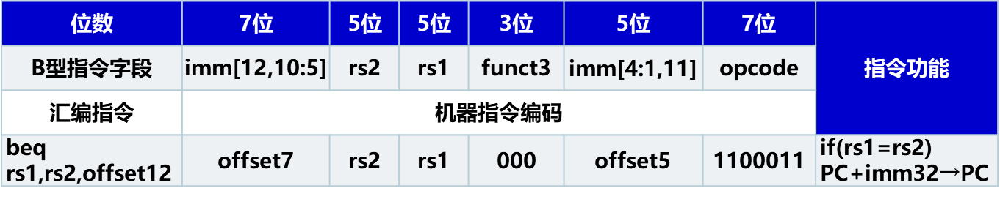 位数 7位 5位 5位 3位 5位 7位 指令功能
B型指令字段 imm[12,10:5] rs2 rs1 funct3 imm[4:1,11] opcode
汇编指令 机器指令编码
beq
rs1,rs2,offset12
offset7 rs2 rs1 000 offset5 1100011
if(rs1=rs2)
PC+imm32→PC